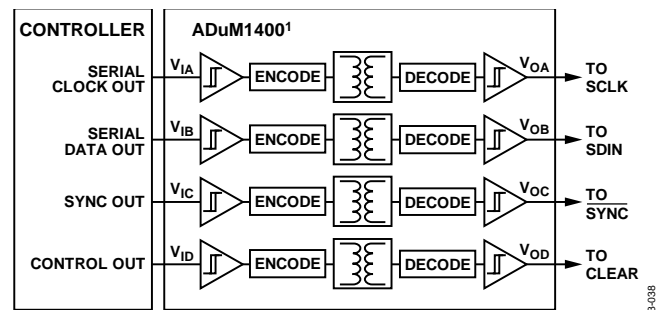 CONTROLLER
ADuM1400¹
SERIAL
CLOCK OUT
V_IA
ENCODE
DECODE
V_OA
TO
SCLK
SERIAL
DATA OUT
V_IB
ENCODE
DECODE
V_OB
TO
SDIN
SYNC OUT
V_IC
ENCODE
DECODE
V_OC
TO
SYNC
CONTROL OUT
V_ID
ENCODE
DECODE
V_OD
TO
CLEAR
3-038